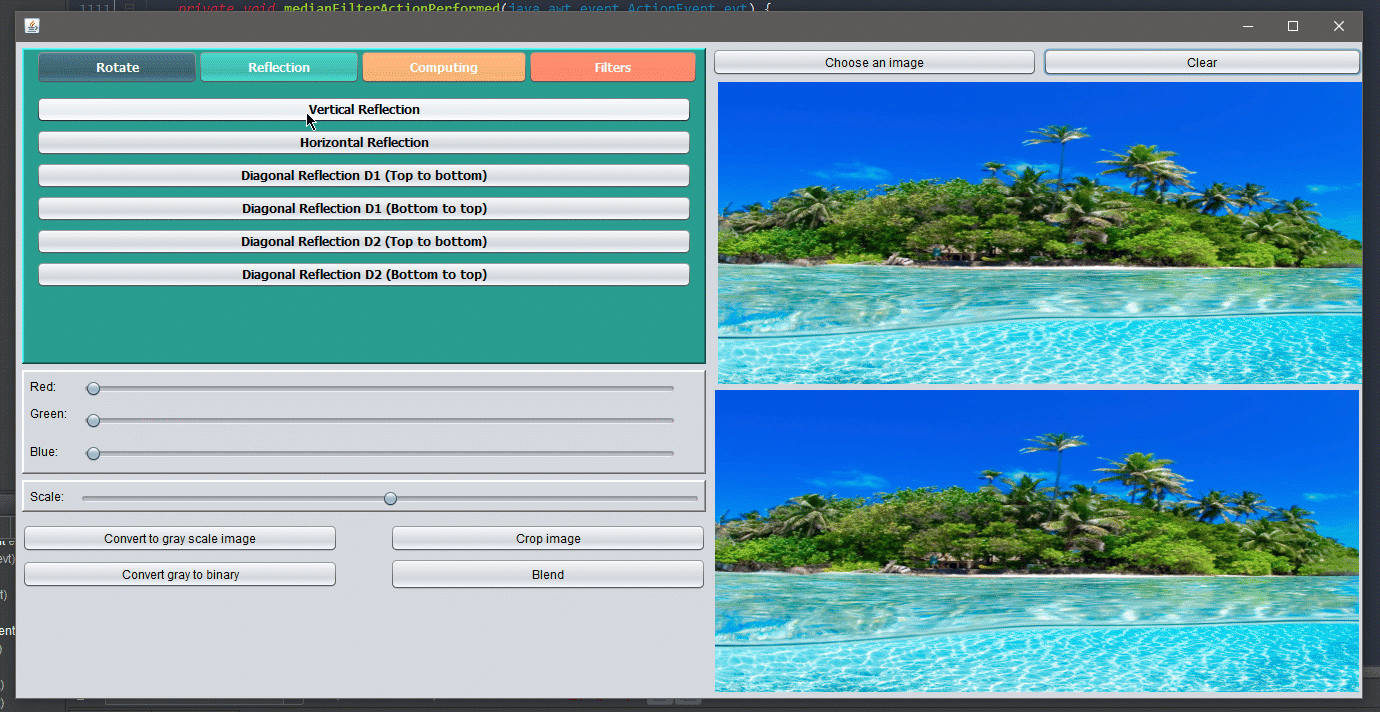 1111 private void medianFilterActionPerformed(java.awt.event.ActionEvent evt) {
Rotate Reflection Computing Filters
Choose an image Clear
Vertical Reflection
Horizontal Reflection
Diagonal Reflection D1 (Top to bottom)
Diagonal Reflection D1 (Bottom to top)
Diagonal Reflection D2 (Top to bottom)
Diagonal Reflection D2 (Bottom to top)
Red:
Green:
Blue:
Scale:
Convert to gray scale image Crop image
Convert gray to binary Blend
evt)
t)
ent
)
)
)